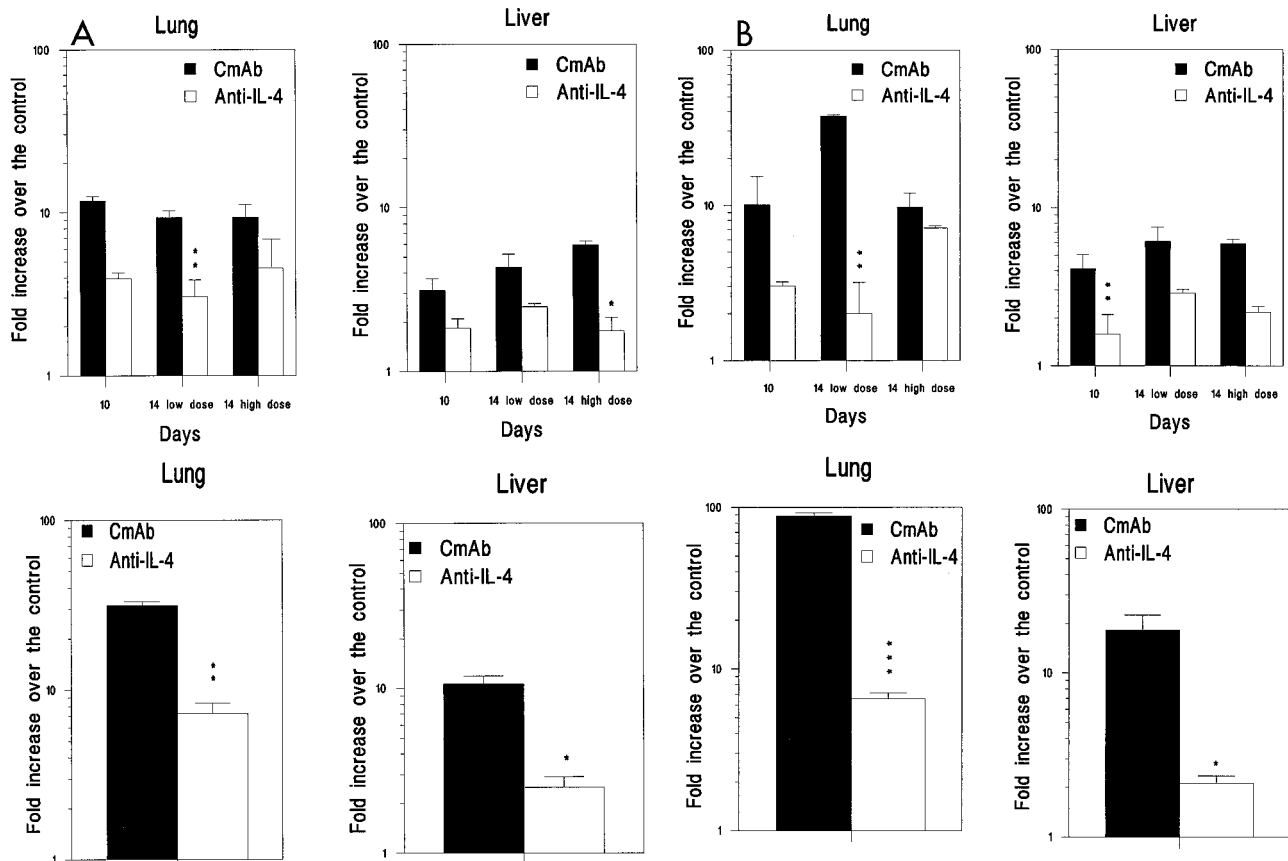 A
Lung
Fold increase over the control
100
10
1
CmAb
Anti-IL-4
**
10
14 low dose
14 high dose
Days
Liver
Fold increase over the control
100
10
1
CmAb
Anti-IL-4
*
10
14 low dose
14 high dose
Days
B
Lung
Fold increase over the control
100
10
1
CmAb
Anti-IL-4
**
10
14 low dose
14 high dose
Days
Liver
Fold increase over the control
100
10
1
CmAb
Anti-IL-4
**
10
14 low dose
14 high dose
Days
Lung
Fold increase over the control
100
10
1
CmAb
Anti-IL-4
**
Liver
Fold increase over the control
100
10
1
CmAb
Anti-IL-4
*
Lung
Fold increase over the control
100
10
1
CmAb
Anti-IL-4
***
Liver
Fold increase over the control
100
10
1
CmAb
Anti-IL-4
*